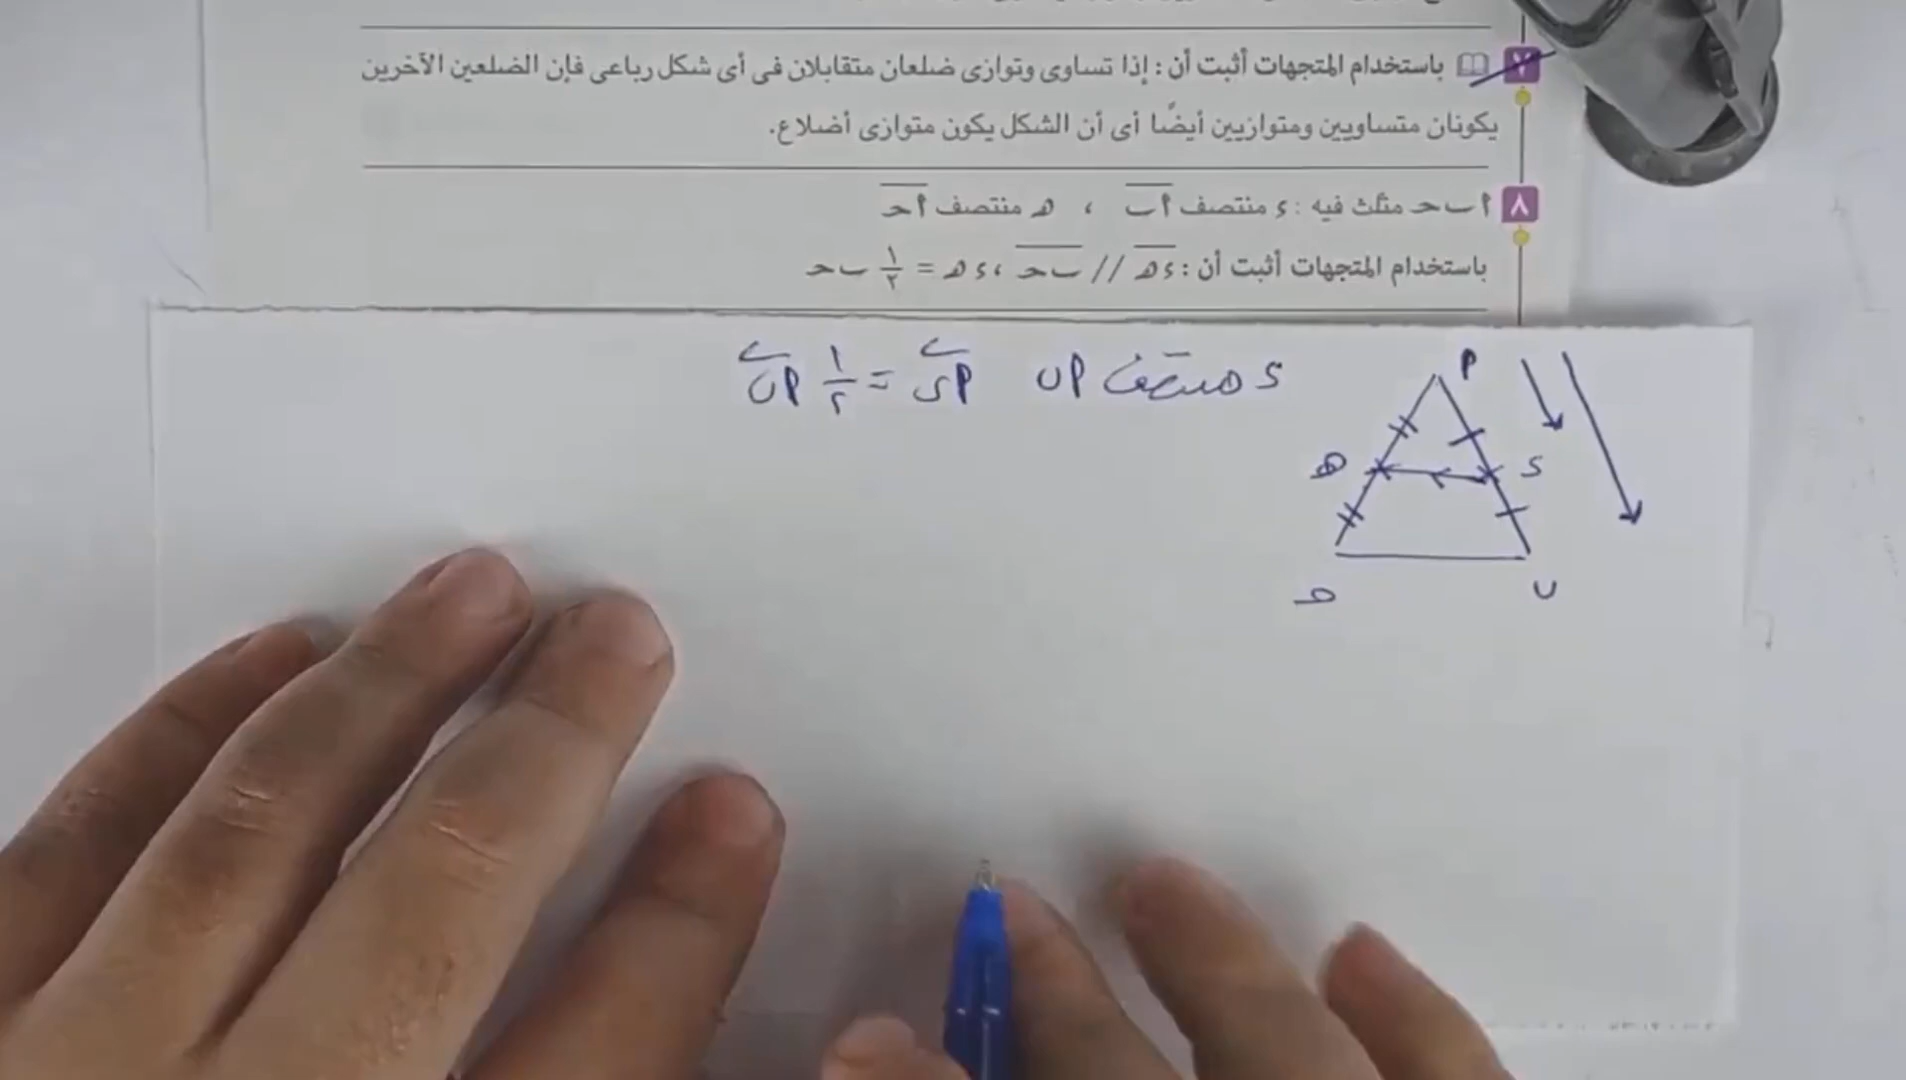 ٧ باستخدام المتجهات أثبت أن : إذا تساوى وتوازى ضلعان متقابلان فى أى شكل رباعى فإن الضلعين الآخرين
يكونان متساويين ومتوازيين أيضًا أى أن الشكل يكون متوازى أضلاع.
٨ ا ب حـ مثلث فيه : ء منتصف ا ب ، هـ منتصف ا حـ
باستخدام المتجهات أثبت أن : ء هـ // ب حـ ، ء هـ = ١/٢ ب حـ
ء منتصف ا ب ا ء = ١/٢ ا ب
ا
هـ ء
حـ ب